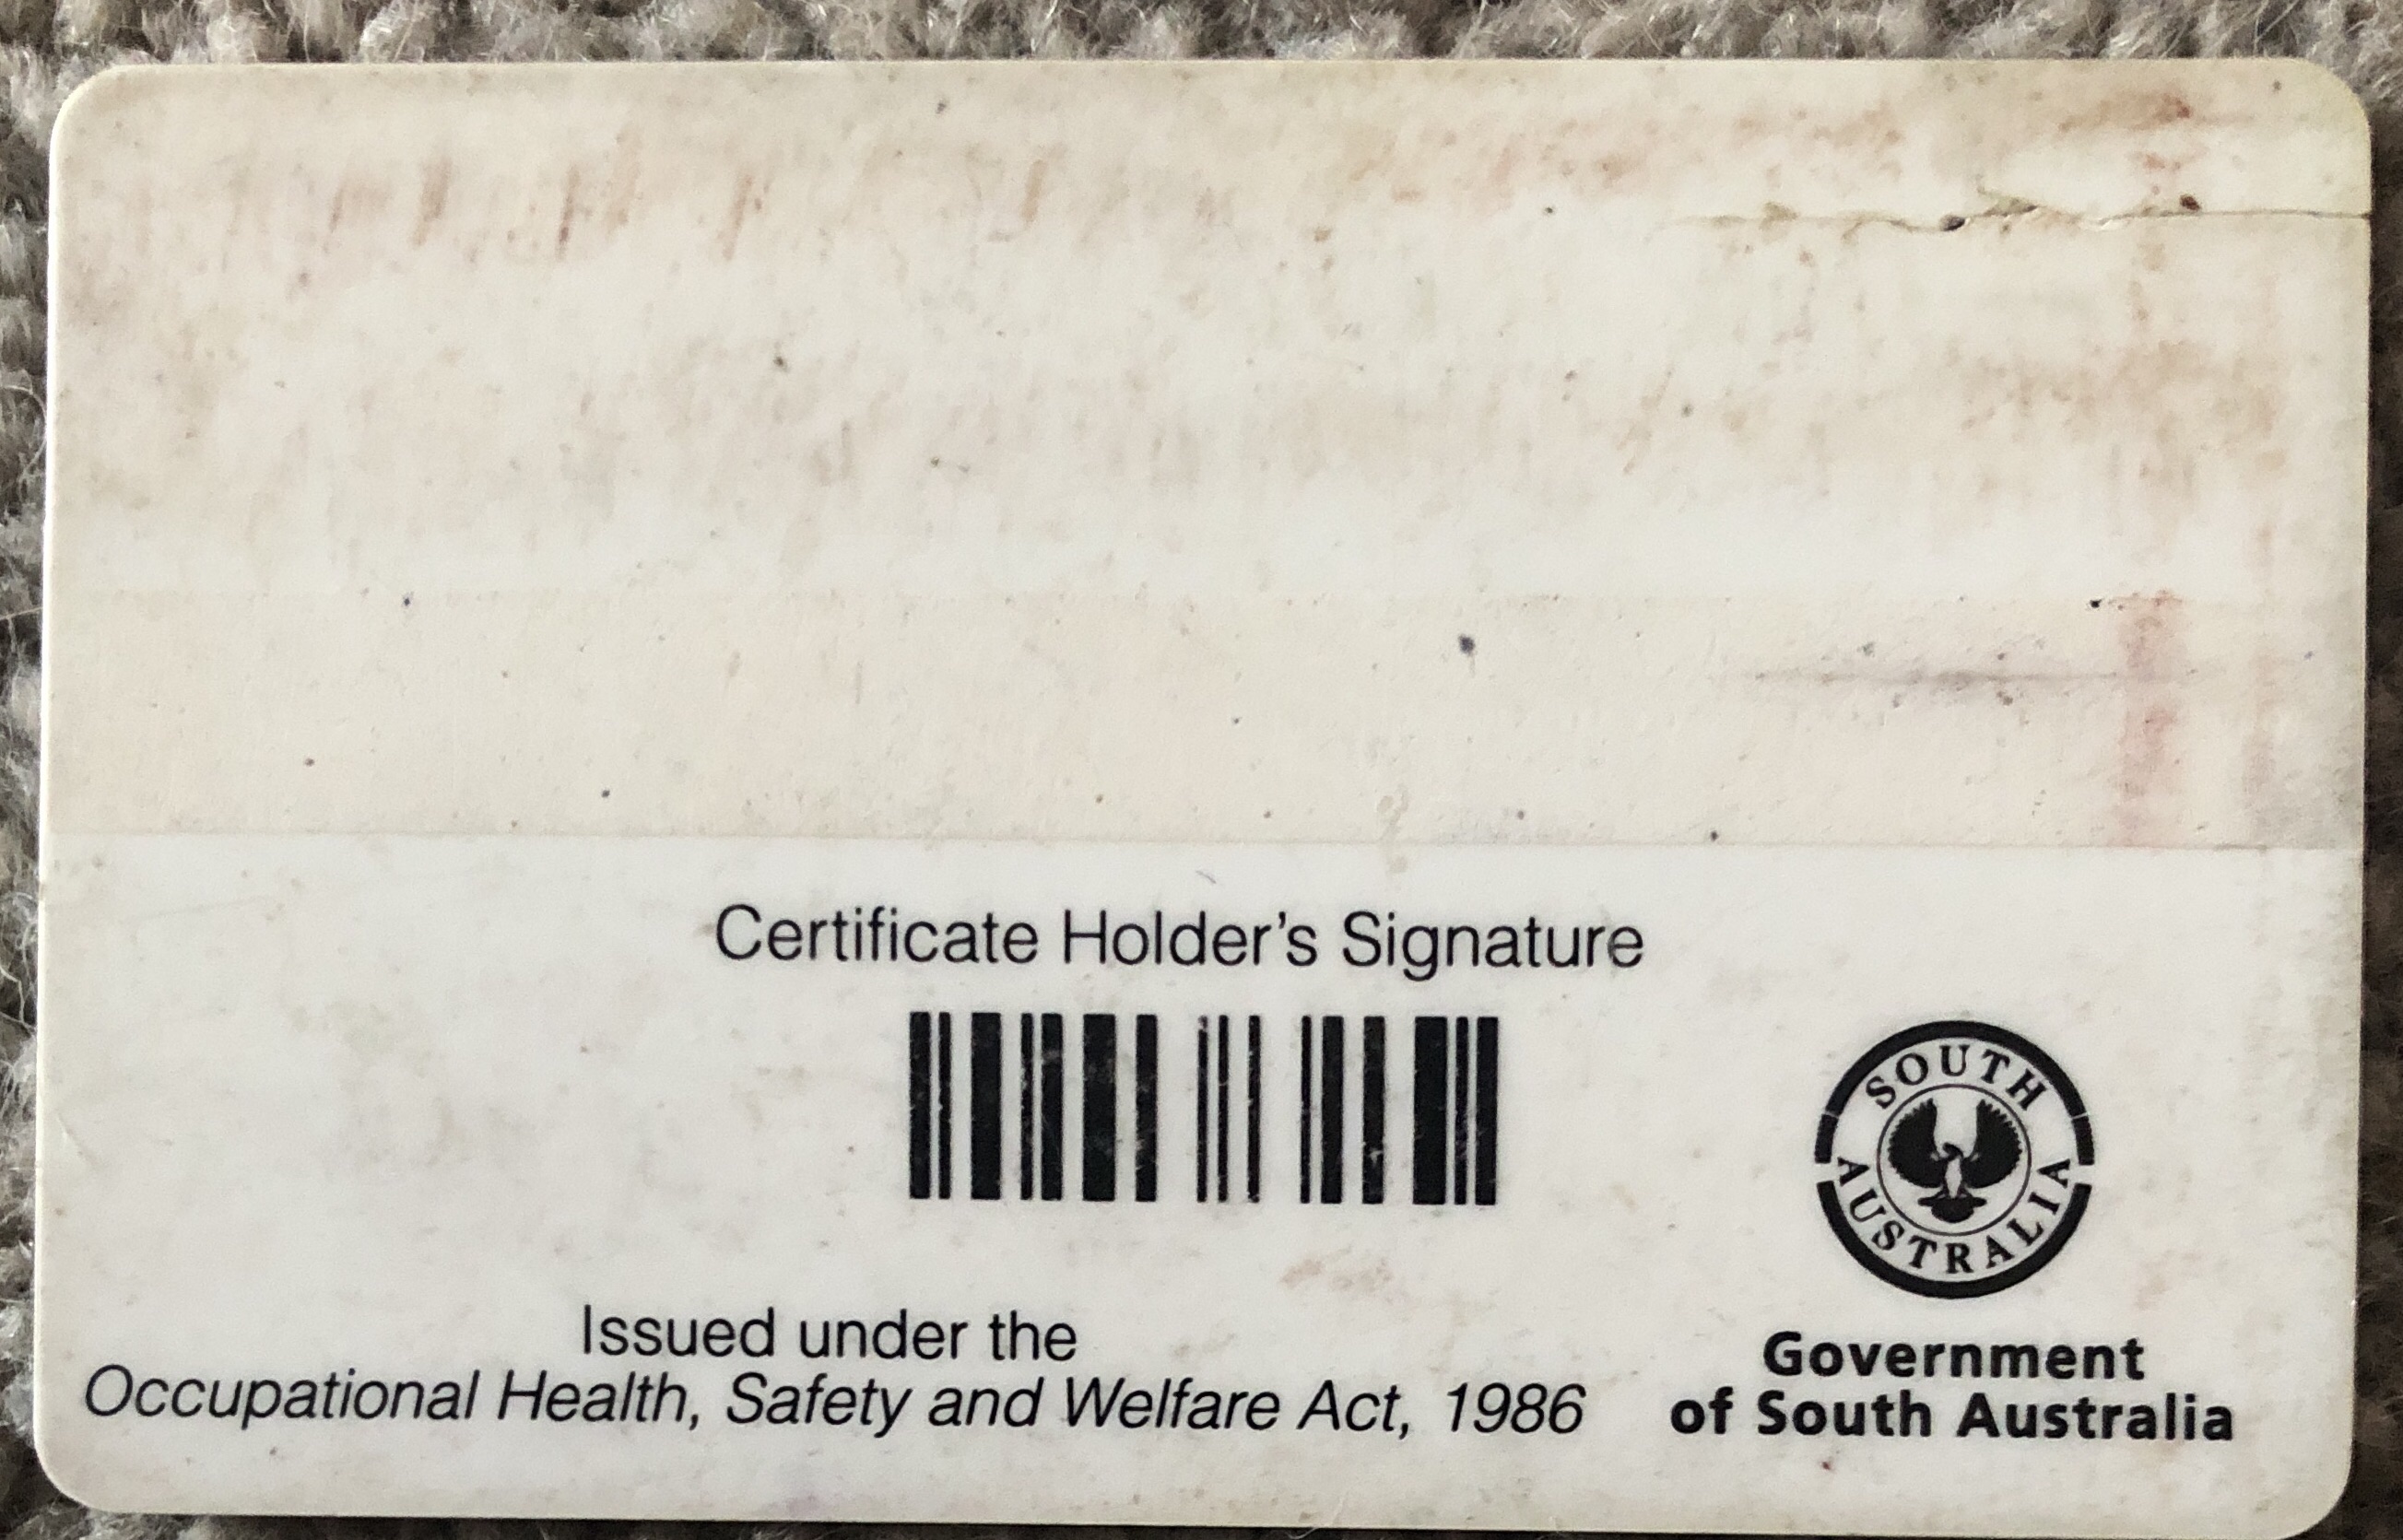 Certificate Holder's Signature
SOUTH
AUSTRALIA
Issued under the
Occupational Health, Safety and Welfare Act, 1986
Government
of South Australia